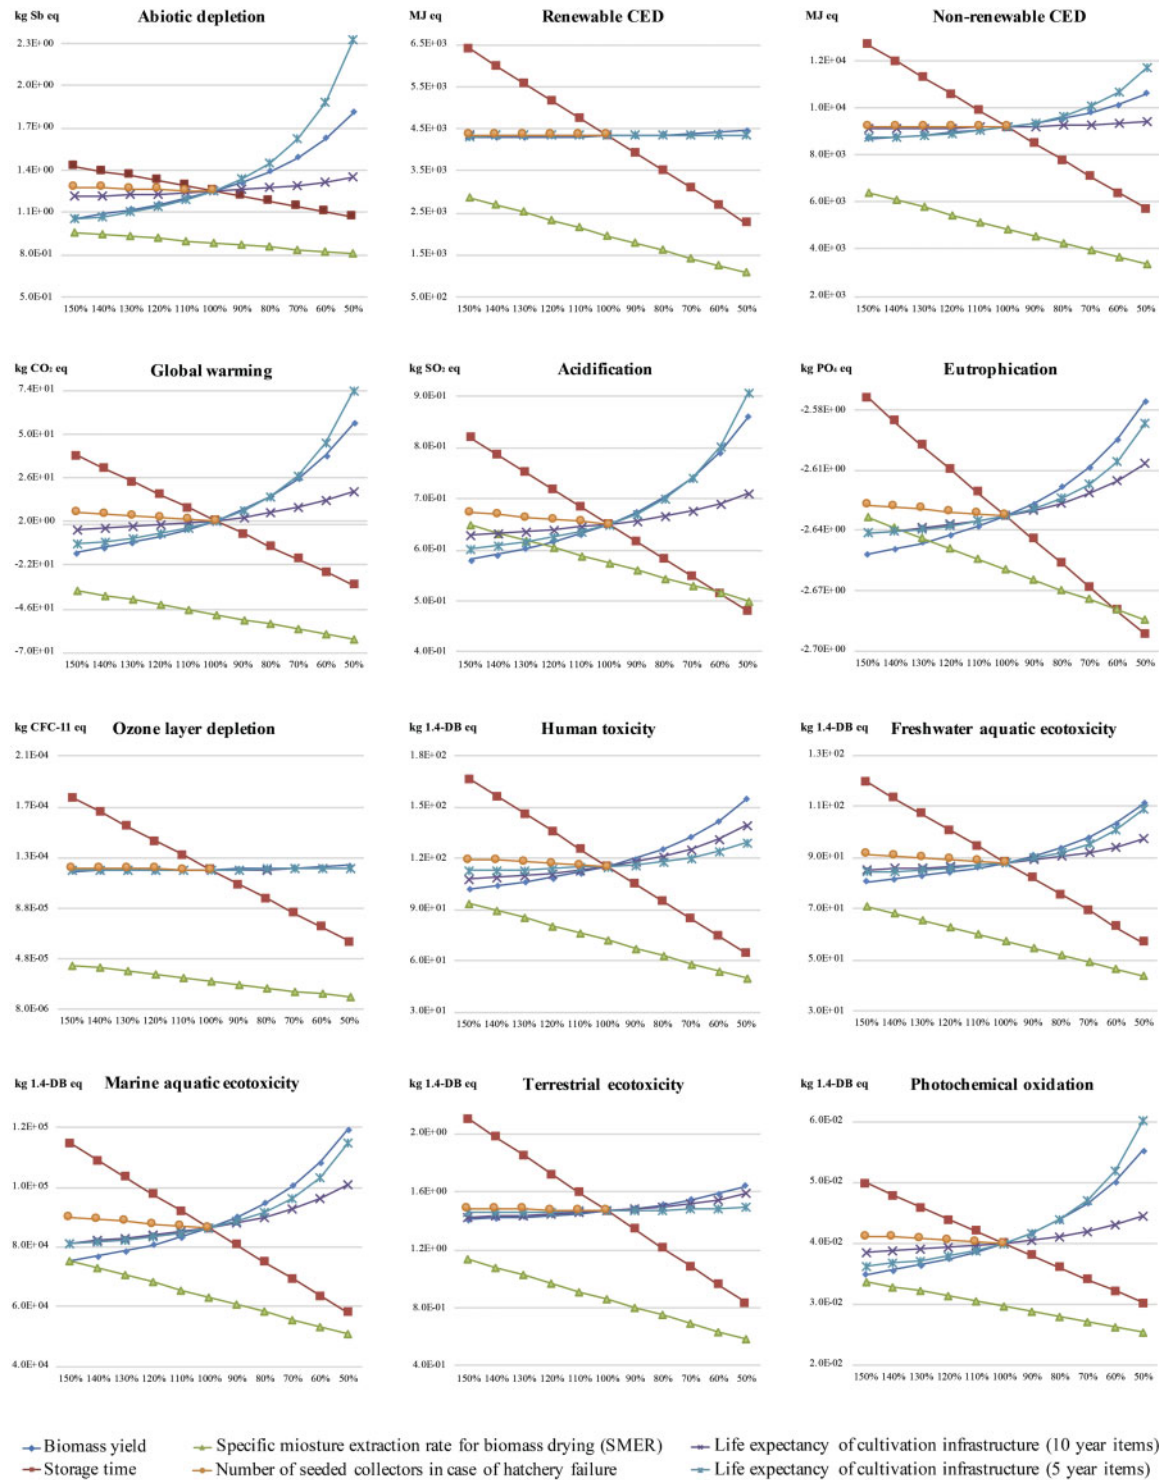 kg Sb eq Abiotic depletion
2.3E+00
2.0E+00
1.7E+00
1.4E+00
1.1E+00
8.0E-01
5.0E-01
150% 140% 130% 120% 110% 100% 90% 80% 70% 60% 50%
MJ eq Renewable CED
6.5E+03
5.5E+03
4.5E+03
3.5E+03
2.5E+03
1.5E+03
5.0E+02
150% 140% 130% 120% 110% 100% 90% 80% 70% 60% 50%
MJ eq Non-renewable CED
1.2E+04
1.0E+04
8.0E+03
6.0E+03
4.0E+03
2.0E+03
150% 140% 130% 120% 110% 100% 90% 80% 70% 60% 50%
kg CO₂ eq Global warming
7.4E+01
5.0E+01
2.6E+01
2.0E+00
-2.2E+01
-4.6E+01
-7.0E+01
150% 140% 130% 120% 110% 100% 90% 80% 70% 60% 50%
kg SO₂ eq Acidification
9.0E-01
8.0E-01
7.0E-01
6.0E-01
5.0E-01
4.0E-01
150% 140% 130% 120% 110% 100% 90% 80% 70% 60% 50%
kg PO₄ eq Eutrophication
-2.58E+00
-2.61E+00
-2.64E+00
-2.67E+00
-2.70E+00
150% 140% 130% 120% 110% 100% 90% 80% 70% 60% 50%
kg CFC-11 eq Ozone layer depletion
2.1E-04
1.7E-04
1.3E-04
8.8E-05
4.8E-05
8.0E-06
150% 140% 130% 120% 110% 100% 90% 80% 70% 60% 50%
kg 1.4-DB eq Human toxicity
1.8E+02
1.5E+02
1.2E+02
9.0E+01
6.0E+01
3.0E+01
150% 140% 130% 120% 110% 100% 90% 80% 70% 60% 50%
kg 1.4-DB eq Freshwater aquatic ecotoxicity
1.3E+02
1.1E+02
9.0E+01
7.0E+01
5.0E+01
3.0E+01
150% 140% 130% 120% 110% 100% 90% 80% 70% 60% 50%
kg 1.4-DB eq Marine aquatic ecotoxicity
1.2E+05
1.0E+05
8.0E+04
6.0E+04
4.0E+04
150% 140% 130% 120% 110% 100% 90% 80% 70% 60% 50%
kg 1.4-DB eq Terrestrial ecotoxicity
2.0E+00
1.6E+00
1.2E+00
8.0E-01
4.0E-01
150% 140% 130% 120% 110% 100% 90% 80% 70% 60% 50%
kg 1.4-DB eq Photochemical oxidation
6.0E-02
5.0E-02
4.0E-02
3.0E-02
2.0E-02
150% 140% 130% 120% 110% 100% 90% 80% 70% 60% 50%
Biomass yield
Specific miosture extraction rate for biomass drying (SMER)
Life expectancy of cultivation infrastructure (10 year items)
Storage time
Number of seeded collectors in case of hatchery failure
Life expectancy of cultivation infrastructure (5 year items)